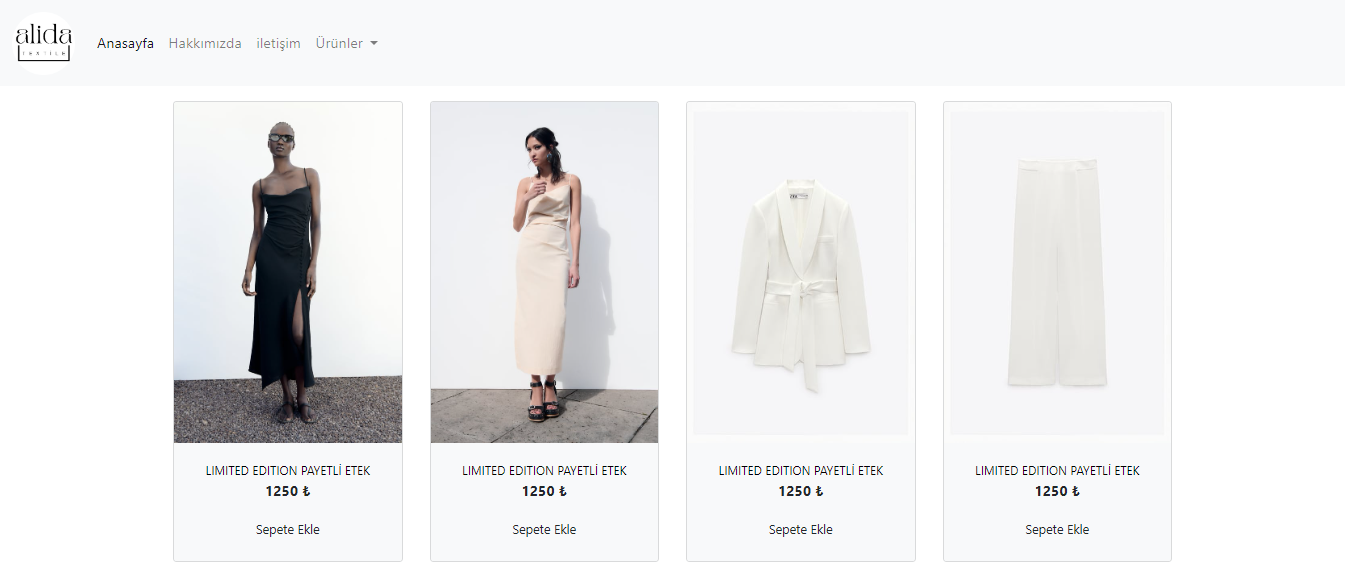 alida
TEXTILE
Anasayfa Hakkımızda iletişim Ürünler
LIMITED EDITION PAYETLİ ETEK
1250 ₺
Sepete Ekle
LIMITED EDITION PAYETLİ ETEK
1250 ₺
Sepete Ekle
LIMITED EDITION PAYETLİ ETEK
1250 ₺
Sepete Ekle
LIMITED EDITION PAYETLİ ETEK
1250 ₺
Sepete Ekle